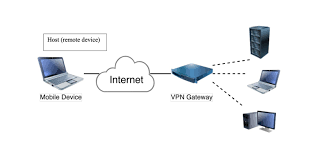 Host (remote device)
Internet
Mobile Device
VPN Gateway